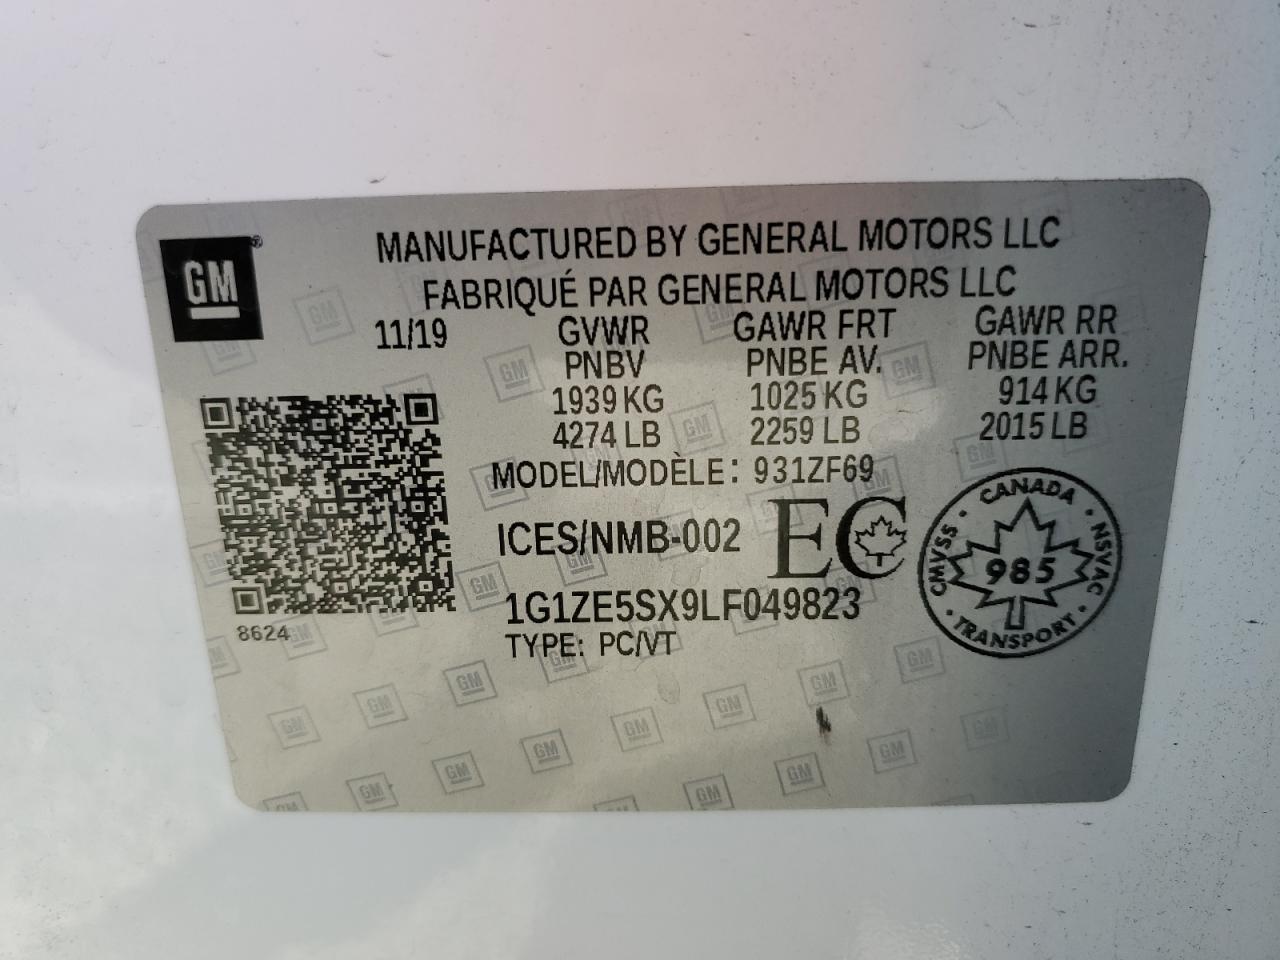 GM
MANUFACTURED BY GENERAL MOTORS LLC
FABRIQUÉ PAR GENERAL MOTORS LLC
11/19 GVWR GAWR FRT GAWR RR
PNBV PNBE AV. PNBE ARR.
1939 KG 1025 KG 914 KG
4274 LB 2259 LB 2015 LB
MODEL/MODÈLE: 931ZF69
ICES/NMB-002 EC
CANADA
CMVSS · NSVAC
985
TRANSPORT
1G1ZE5SX9LF049823
8624
TYPE: PC/VT